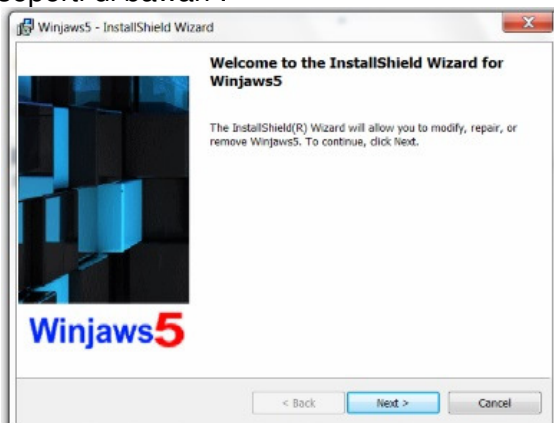 seperti di bawah :
Winjaws5 - InstallShield Wizard
Welcome to the InstallShield Wizard for
Winjaws5
The InstallShield(R) Wizard will allow you to modify, repair, or
remove Winjaws5. To continue, click Next.
Winjaws5
< Back Next > Cancel